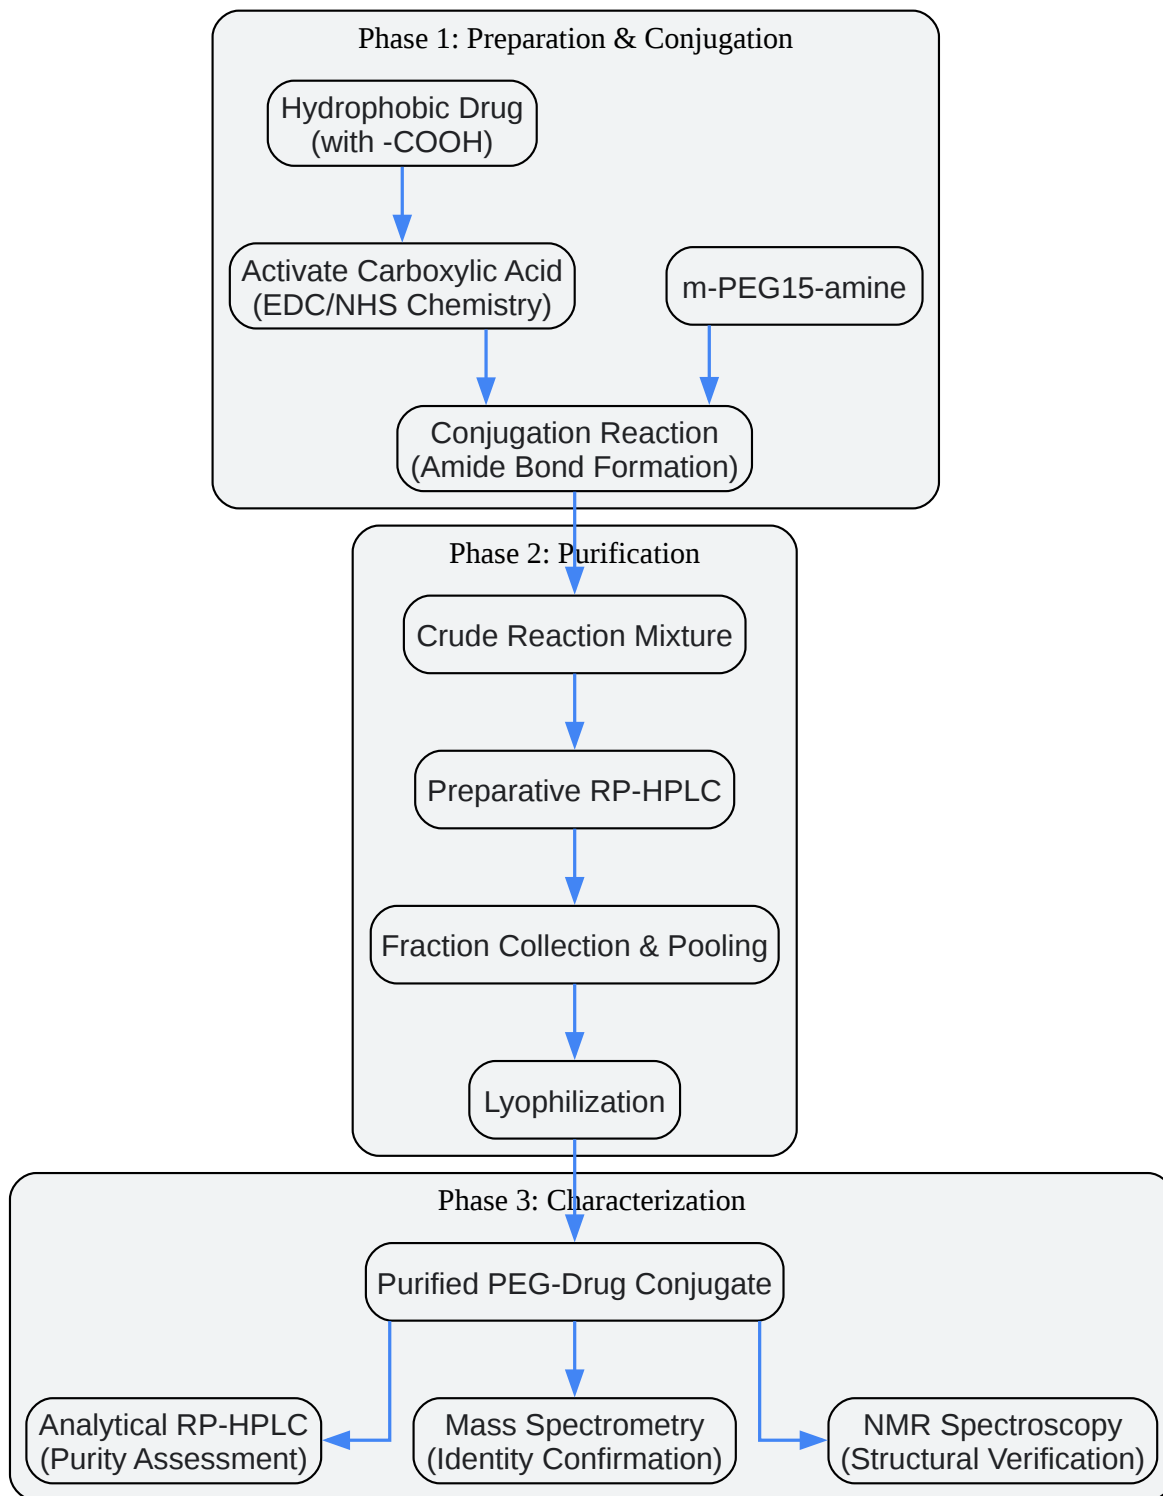 Phase 1: Preparation & Conjugation
Hydrophobic Drug
(with -COOH)
Activate Carboxylic Acid
(EDC/NHS Chemistry)
m-PEG15-amine
Conjugation Reaction
(Amide Bond Formation)
Phase 2: Purification
Crude Reaction Mixture
Preparative RP-HPLC
Fraction Collection & Pooling
Lyophilization
Phase 3: Characterization
Purified PEG-Drug Conjugate
Analytical RP-HPLC
(Purity Assessment)
Mass Spectrometry
(Identity Confirmation)
NMR Spectroscopy
(Structural Verification)